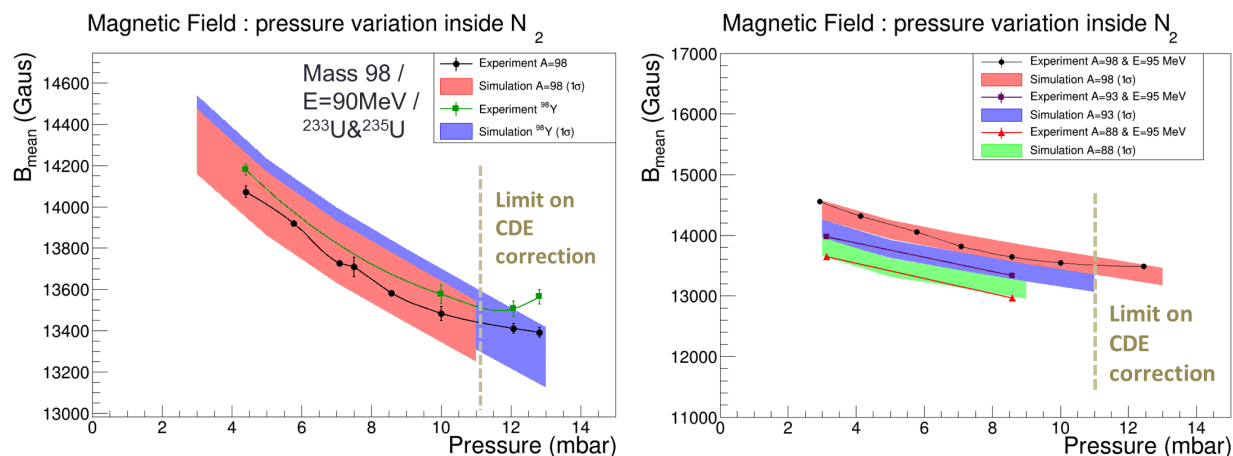 Magnetic Field : pressure variation inside N2
Bmean (Gaus)
14600
14400
14200
14000
13800
13600
13400
13200
13000
0 2 4 6 8 10 12 14
Pressure (mbar)
Mass 98 /
E=90MeV /
²³³U&²³⁵U
Experiment A=98
Simulation A=98 (1σ)
Experiment ⁹⁸Y
Simulation ⁹⁸Y (1σ)
Limit on
CDE
correction
Magnetic Field : pressure variation inside N2
Bmean (Gaus)
17000
16000
15000
14000
13000
12000
11000
0 2 4 6 8 10 12 14
Pressure (mbar)
Experiment A=98 & E=95 MeV
Simulation A=98 (1σ)
Experiment A=93 & E=95 MeV
Simulation A=93 (1σ)
Experiment A=88 & E=95 MeV
Simulation A=88 (1σ)
Limit on
CDE
correction